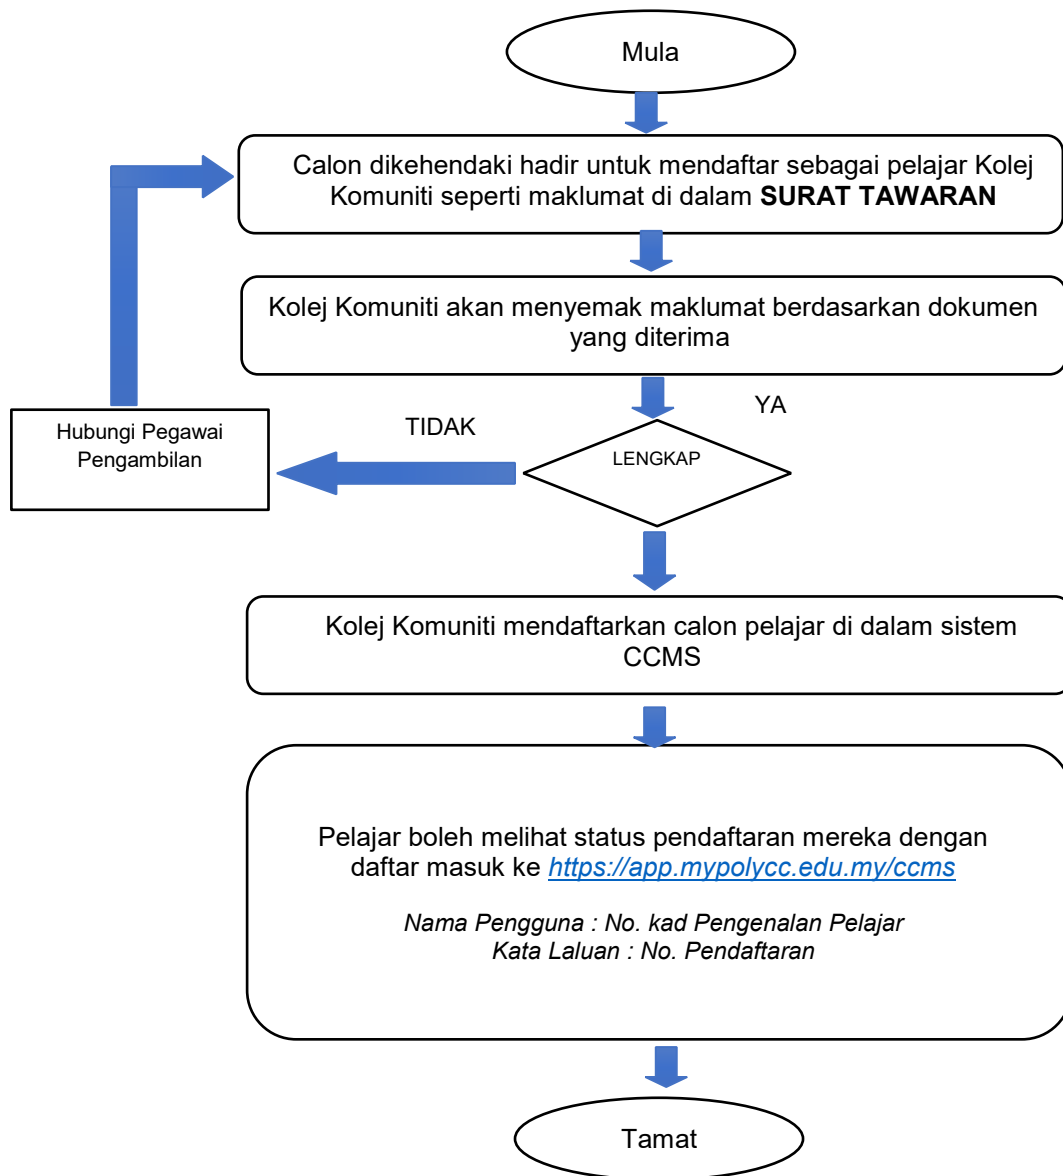 Mula
Calon dikehendaki hadir untuk mendaftar sebagai pelajar Kolej
Komuniti seperti maklumat di dalam SURAT TAWARAN
Kolej Komuniti akan menyemak maklumat berdasarkan dokumen
yang diterima
YA
TIDAK
LENGKAP
Hubungi Pegawai
Pengambilan
Kolej Komuniti mendaftarkan calon pelajar di dalam sistem
CCMS
Pelajar boleh melihat status pendaftaran mereka dengan
daftar masuk ke https://app.mypolycc.edu.my/ccms
Nama Pengguna : No. kad Pengenalan Pelajar
Kata Laluan : No. Pendaftaran
Tamat